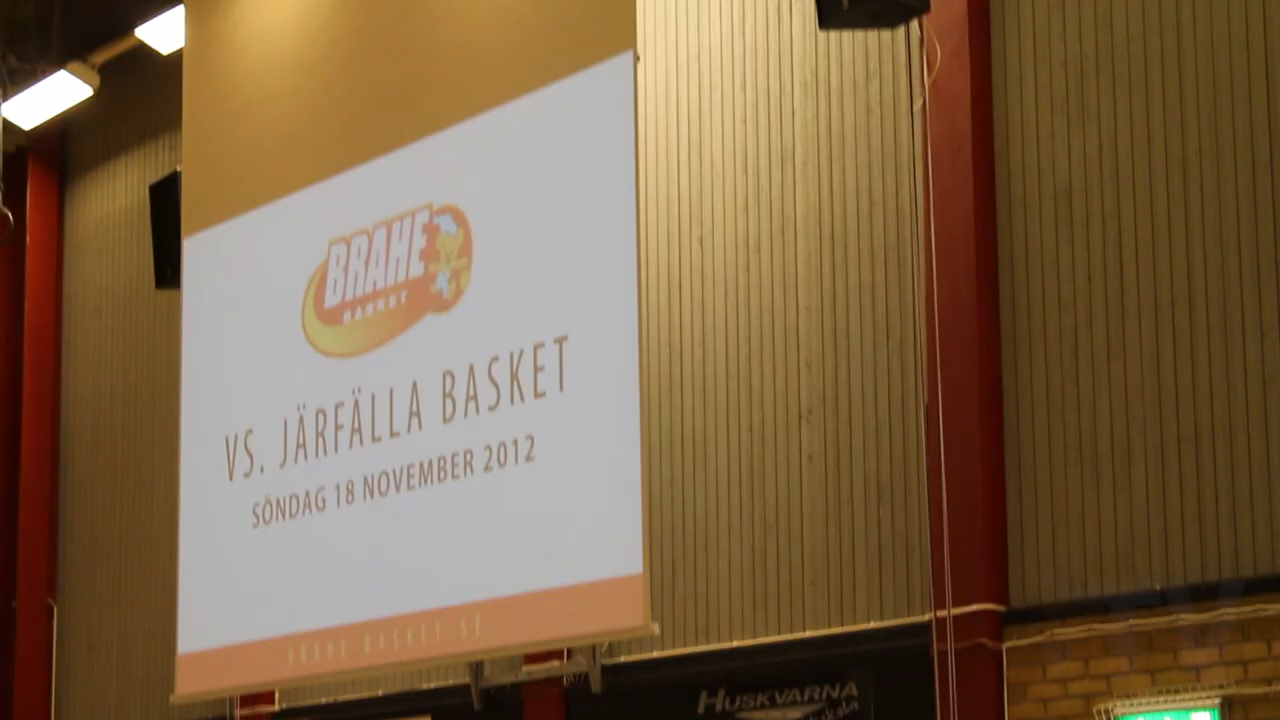 BRAHE
BASKET
VS. JÄRFÄLLA BASKET
SÖNDAG 18 NOVEMBER 2012
BRAHE BASKET SE
HUSKVARNA